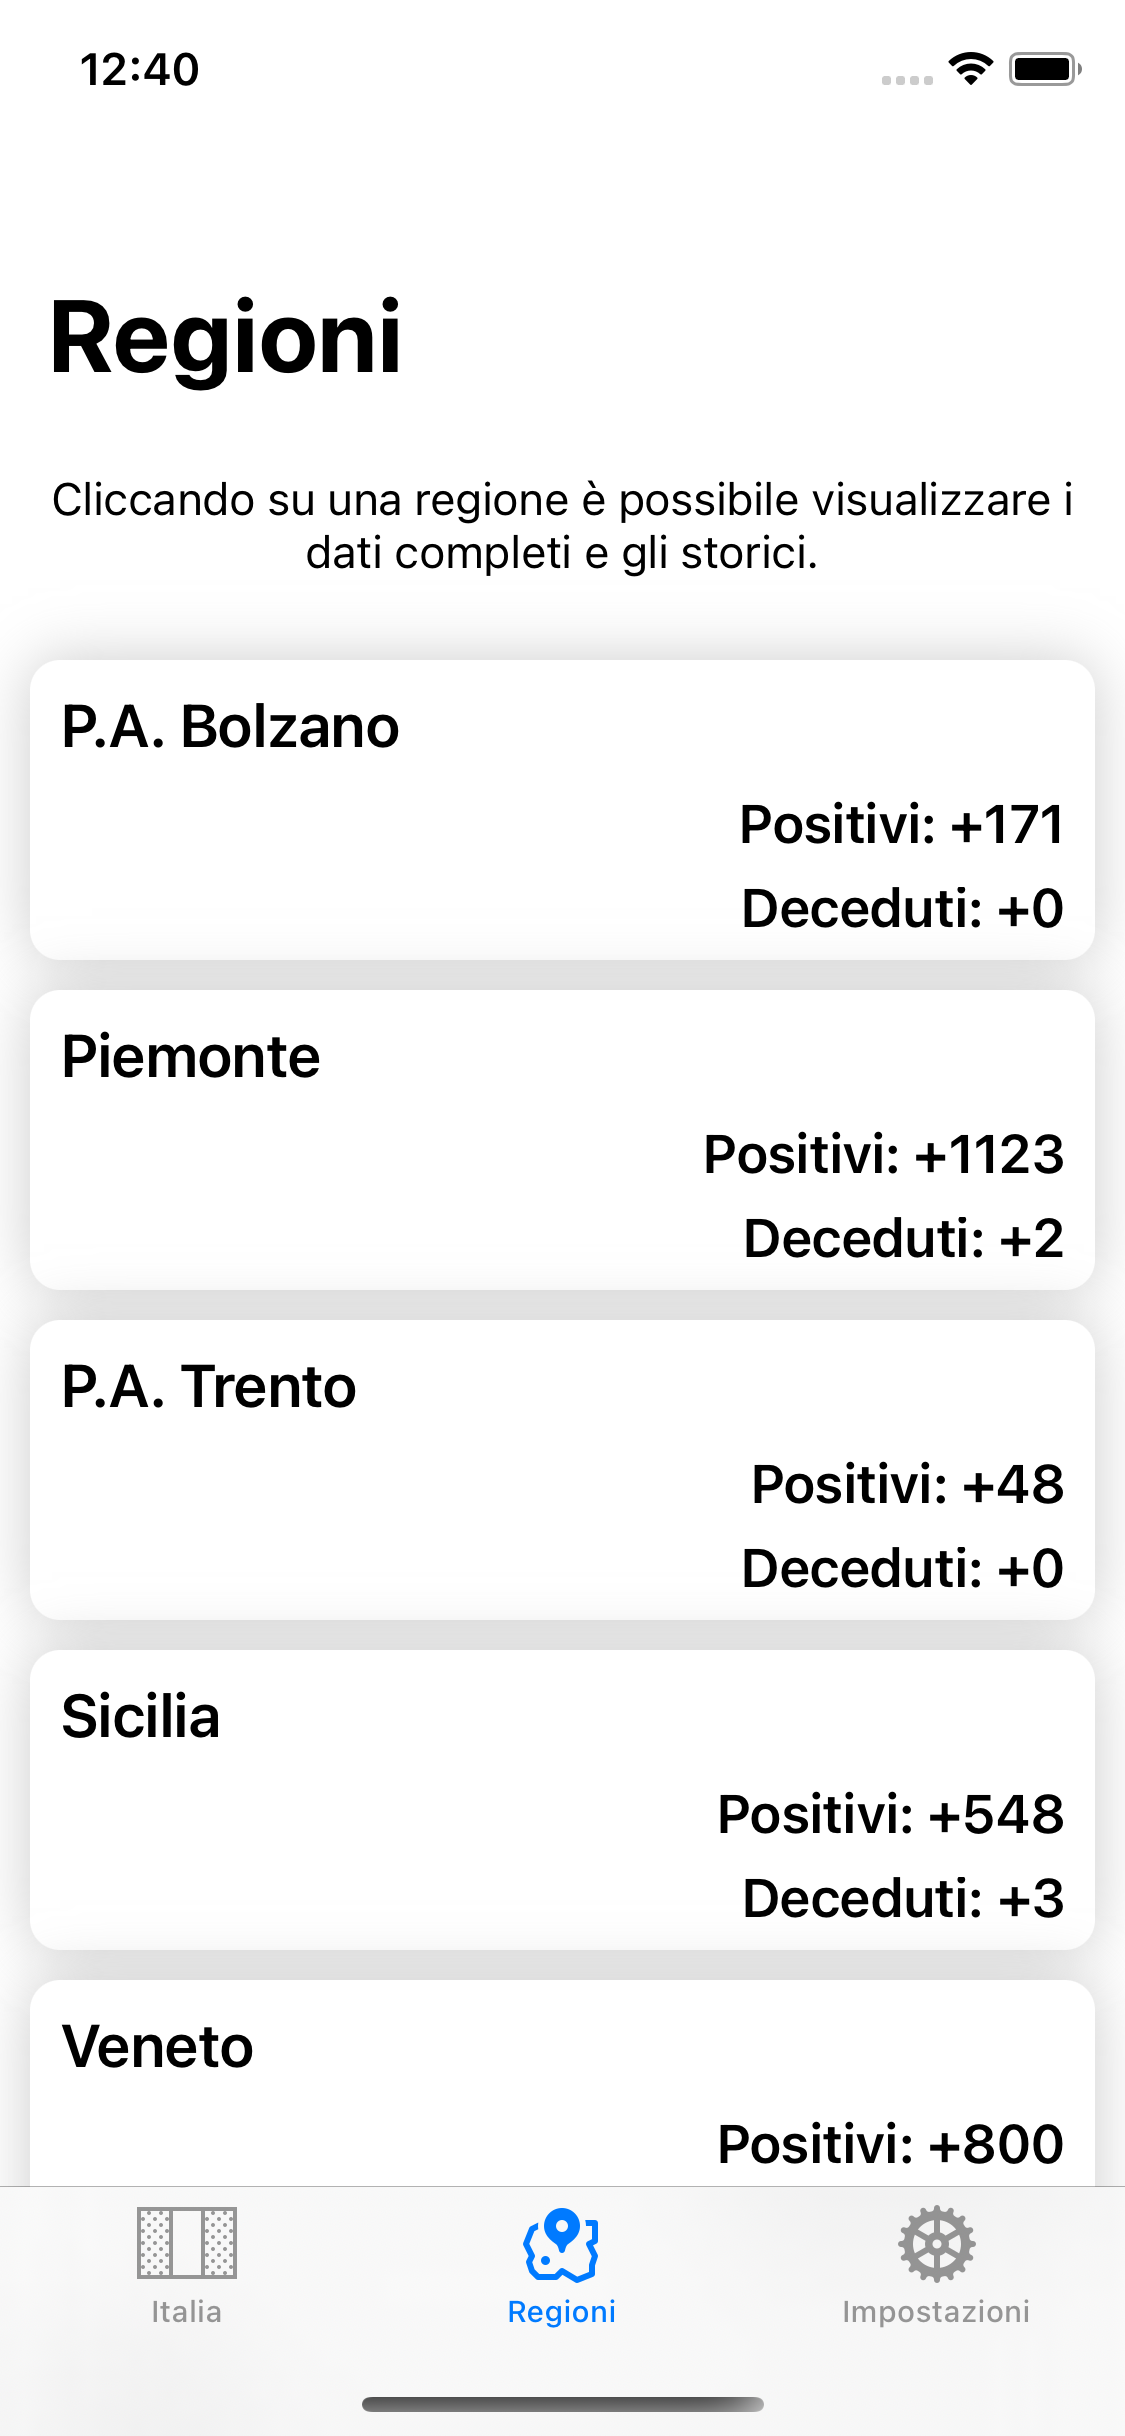 12:40
Regioni
Cliccando su una regione è possibile visualizzare i
dati completi e gli storici.
P.A. Bolzano
Positivi: +171
Deceduti: +0
Piemonte
Positivi: +1123
Deceduti: +2
P.A. Trento
Positivi: +48
Deceduti: +0
Sicilia
Positivi: +548
Deceduti: +3
Veneto
Positivi: +800
Italia
Regioni
Impostazioni